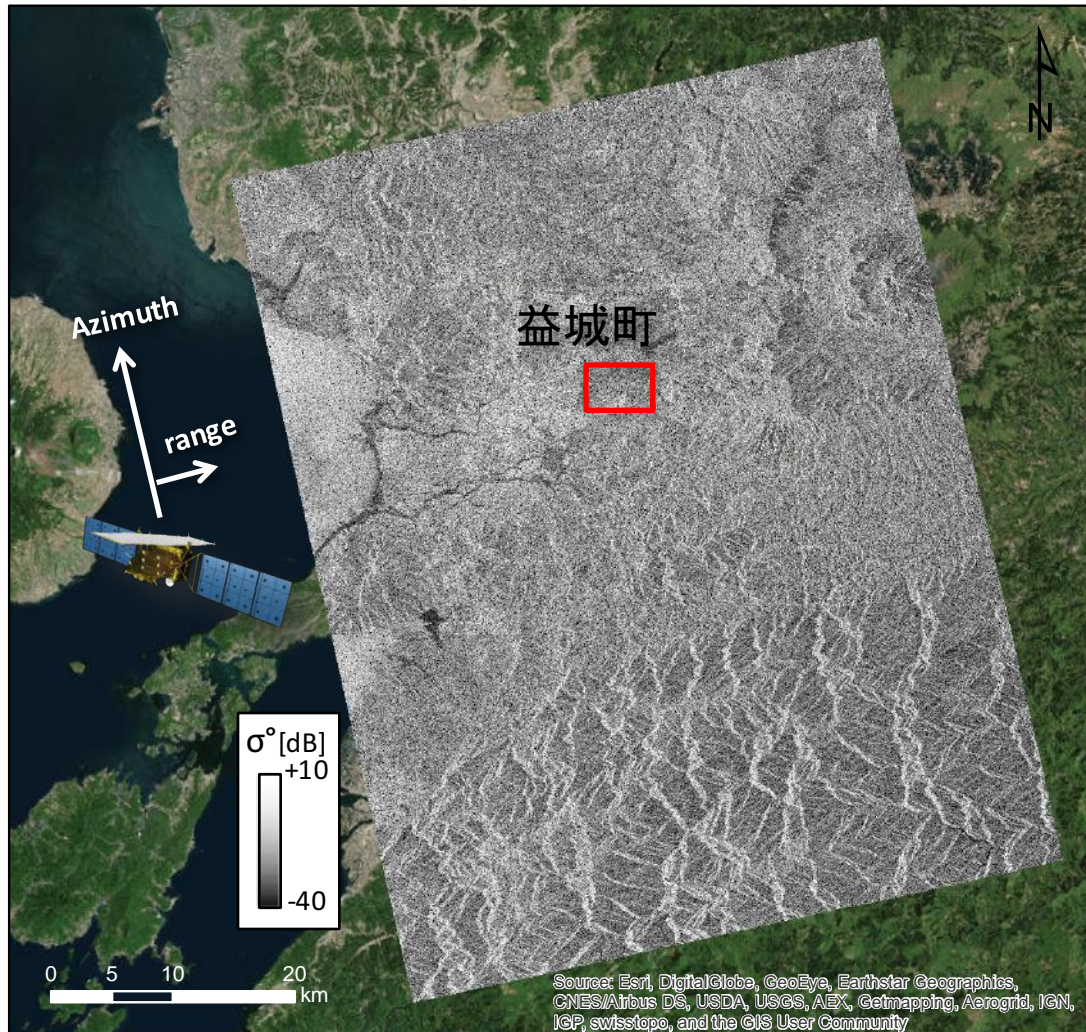 N
益城町
Azimuth
range
σ° [dB]
+10
-40
0 5 10 20
km
Source: Esri, DigitalGlobe, GeoEye, Earthstar Geographics,
CNES/Airbus DS, USDA, USGS, AEX, Getmapping, Aerogrid, IGN,
IGP, swisstopo, and the GIS User Community